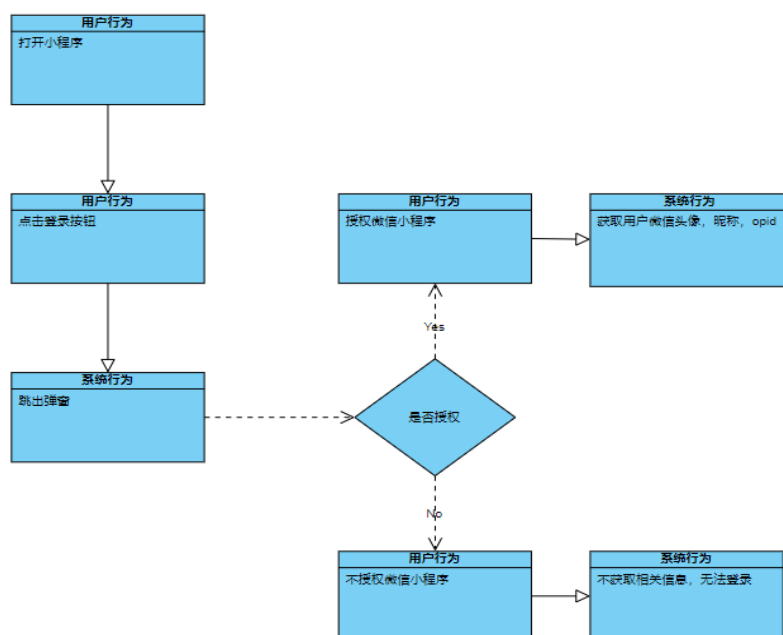 用户行为
打开小程序
用户行为
点击登录按钮
系统行为
跳出弹窗
用户行为
授权微信小程序
系统行为
获取用户微信头像，昵称，opid
Yes
是否授权
No
用户行为
不授权微信小程序
系统行为
不获取相关信息，无法登录